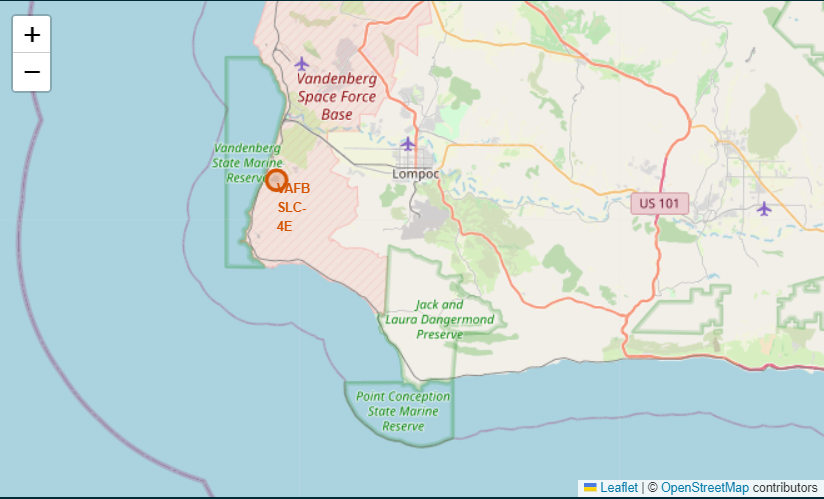 +
−
Vandenberg
Space Force
Base
Vandenberg
State Marine
Reserve
VAFB
SLC-
4E
Lompoc
US 101
Jack and
Laura Dangermond
Preserve
Point Conception
State Marine
Reserve
Leaflet | © OpenStreetMap contributors